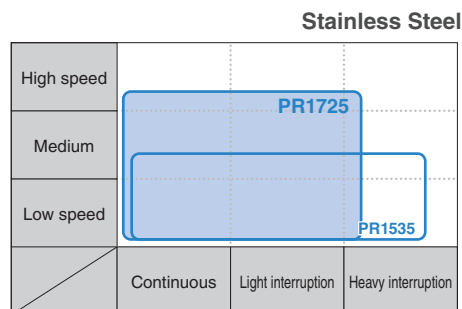 Stainless Steel
High speed
PR1725
Medium
Low speed
PR1535
Continuous
Light interruption
Heavy interruption